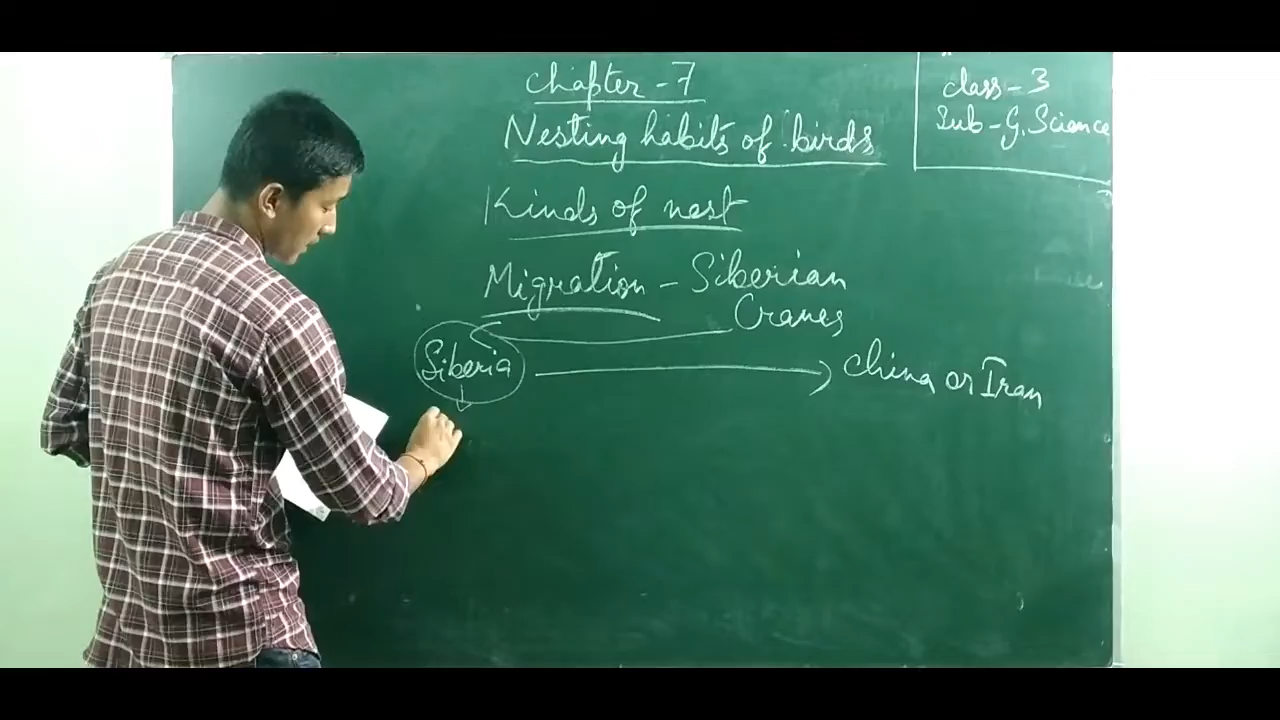 Chapter - 7
class - 3
Sub - G. Science
Nesting habits of birds
Kinds of nest
Migration - Siberian
Cranes
Siberia
China or Iran